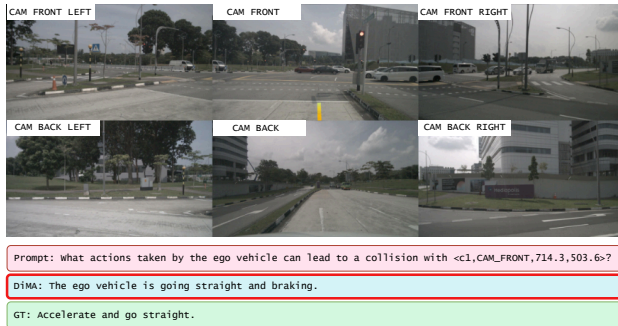 CAM FRONT LEFT
CAM FRONT
CAM FRONT RIGHT
CAM BACK LEFT
CAM BACK
CAM BACK RIGHT
Prompt: What actions taken by the ego vehicle can lead to a collision with <c1,CAM_FRONT,714.3,503.6>?
DiMA: The ego vehicle is going straight and braking.
GT: Accelerate and go straight.